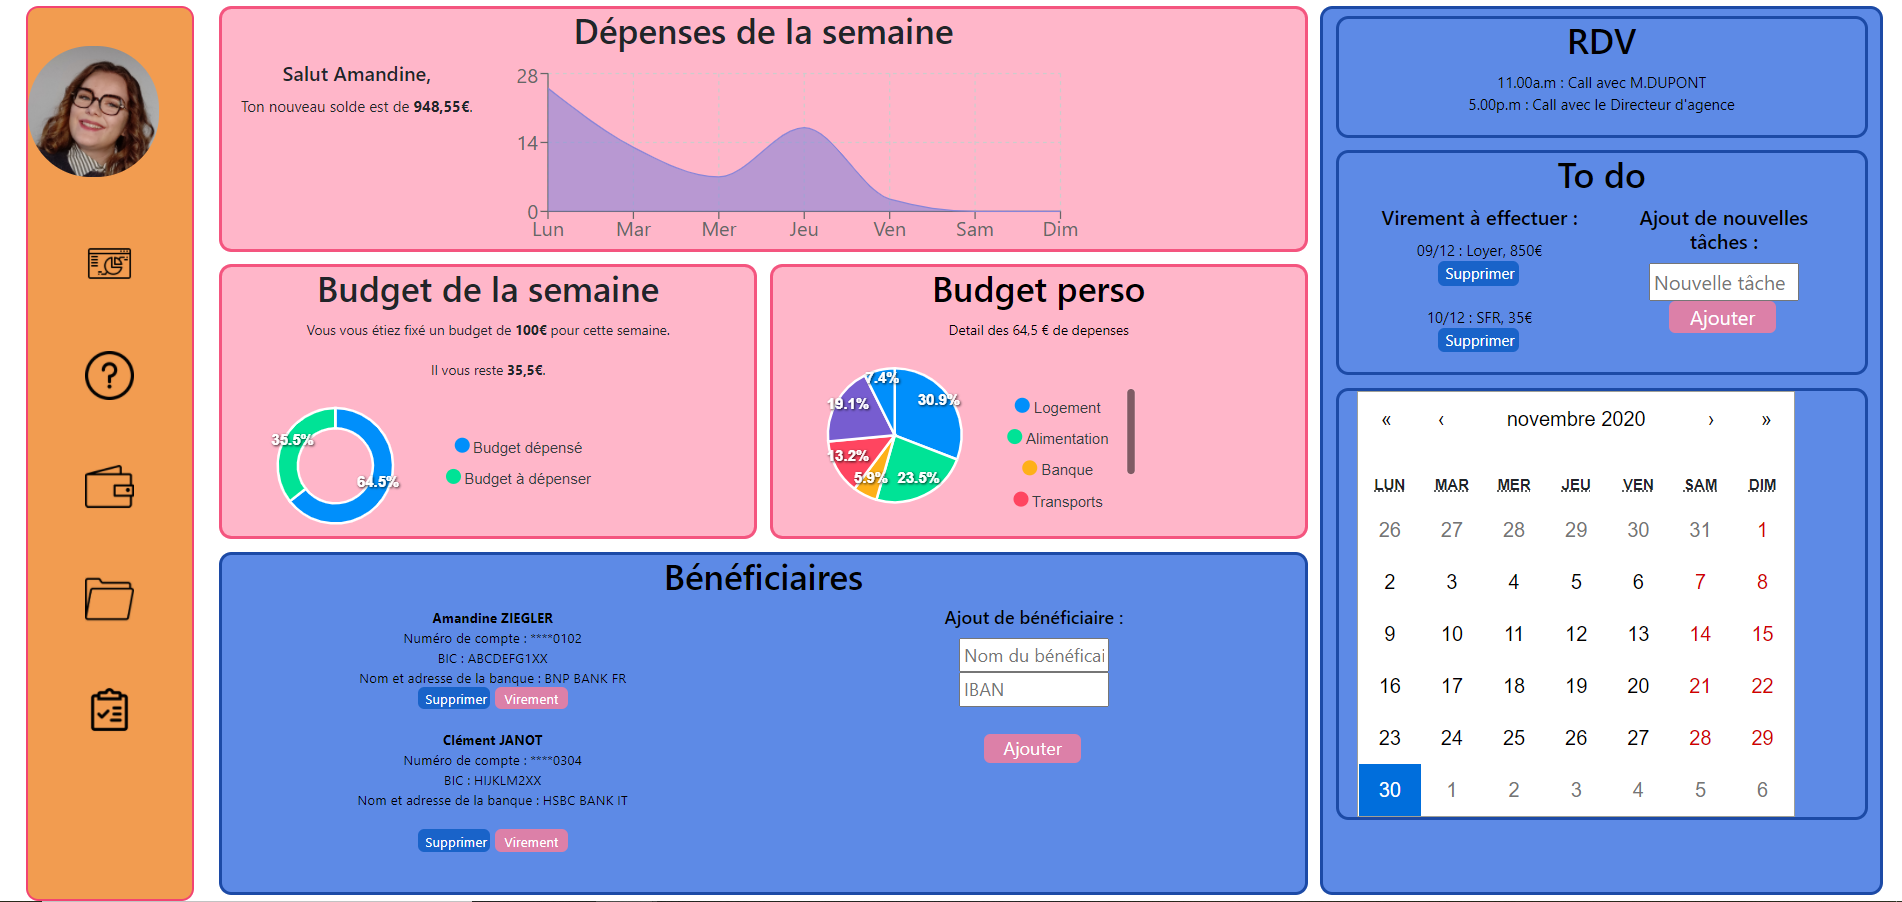 Dépenses de la semaine
Salut Amandine,
Ton nouveau solde est de 948,55€.
28
14
0
Lun Mar Mer Jeu Ven Sam Dim
Budget de la semaine
Vous vous étiez fixé un budget de 100€ pour cette semaine.
Il vous reste 35,5€.
35.5%
64.5%
Budget dépensé
Budget à dépenser
Budget perso
Detail des 64,5 € de depenses
7.4%
30.9%
19.1%
13.2%
5.9%
23.5%
Logement
Alimentation
Banque
Transports
Bénéficiaires
Amandine ZIEGLER
Numéro de compte : ****0102
BIC : ABCDEFG1XX
Nom et adresse de la banque : BNP BANK FR
Supprimer Virement
Clément JANOT
Numéro de compte : ****0304
BIC : HIJKLM2XX
Nom et adresse de la banque : HSBC BANK IT
Supprimer Virement
Ajout de bénéficiaire :
Nom du bénéficai
IBAN
Ajouter
RDV
11.00a.m : Call avec M.DUPONT
5.00p.m : Call avec le Directeur d'agence
To do
Virement à effectuer :
09/12 : Loyer, 850€
Supprimer
10/12 : SFR, 35€
Supprimer
Ajout de nouvelles
tâches :
Nouvelle tâche
Ajouter
« ‹ novembre 2020 › »
LUN MAR MER JEU VEN SAM DIM
26 27 28 29 30 31 1
2 3 4 5 6 7 8
9 10 11 12 13 14 15
16 17 18 19 20 21 22
23 24 25 26 27 28 29
30 1 2 3 4 5 6